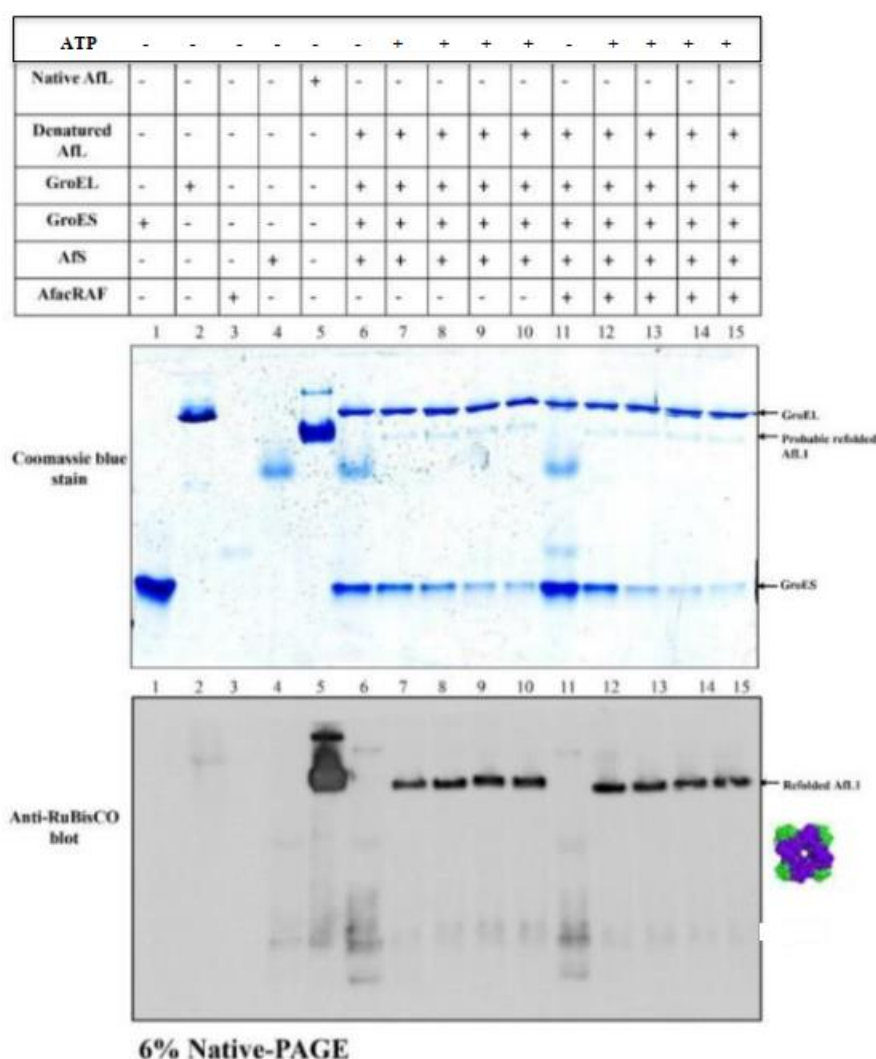 ATP - - - - - - + + + + - + + + +
Native AfL - - - - + - - - - - - - - - -
Denatured
AfL - - - - - + + + + + + + + + +
GroEL - + - - - + + + + + + + + + +
GroES + - - - - + + + + + + + + + +
AfS - - - + - + + + + + + + + + +
AfacRAF - - + - - - - - - - + + + + +
1 2 3 4 5 6 7 8 9 10 11 12 13 14 15
Coomassic blue
stain
GroEL
Probable refolded
AfL1
GroES
1 2 3 4 5 6 7 8 9 10 11 12 13 14 15
Anti-RuBisCO
blot
Refolded AfL1
6% Native-PAGE